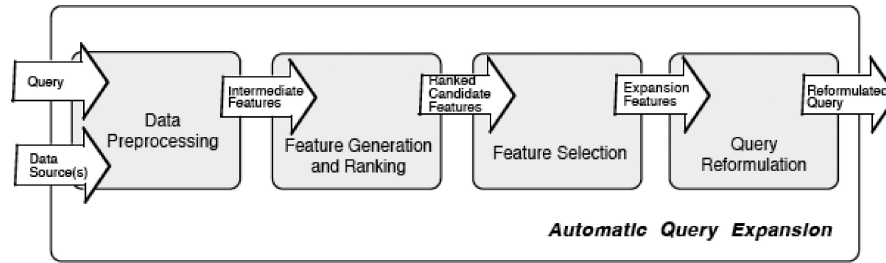 Query
Data
Source(s)
Data
Preprocessing
Intermediate
Features
Feature Generation
and Ranking
Ranked
Candidate
Features
Feature Selection
Expansion
Features
Query
Reformulation
Reformulated
Query
Automatic Query Expansion